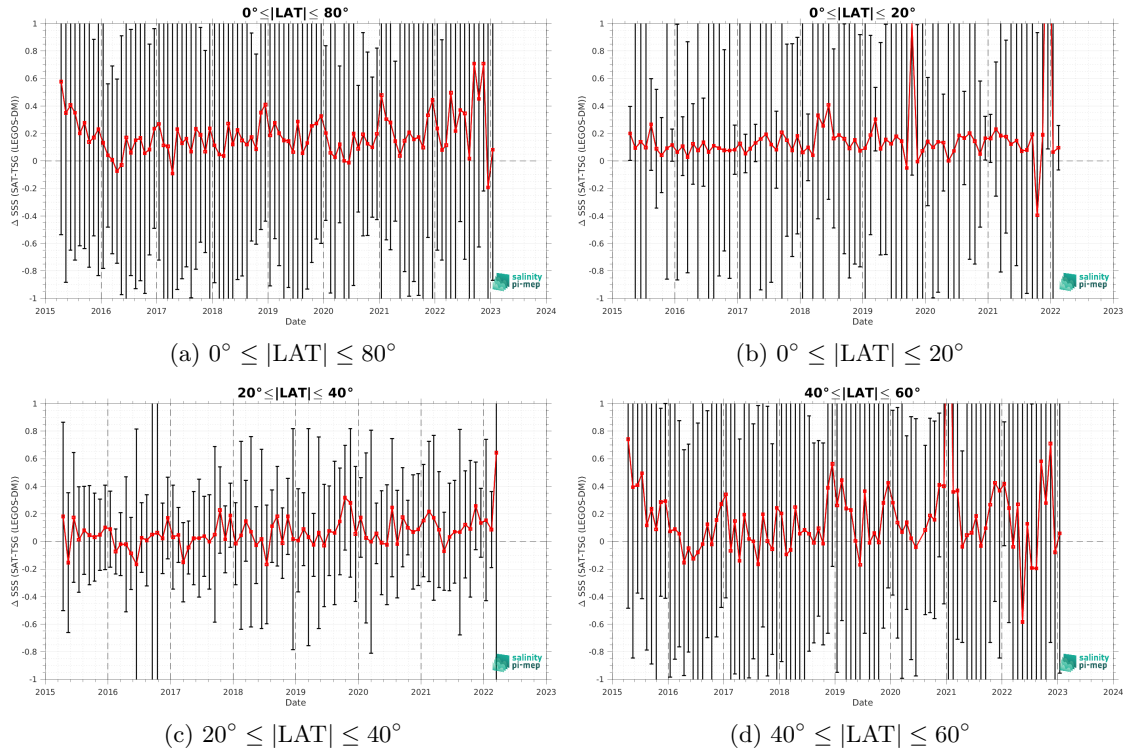 0°≤|LAT|≤ 80°
Δ SSS (SAT-TSG (LEGOS-DM))
1
0.8
0.6
0.4
0.2
0
-0.2
-0.4
-0.6
-0.8
-1
2015 2016 2017 2018 2019 2020 2021 2022 2023 2024
Date
salinity
pi-mep
(a) 0° ≤ |LAT| ≤ 80°
0°≤|LAT|≤ 20°
Δ SSS (SAT-TSG (LEGOS-DM))
1
0.8
0.6
0.4
0.2
0
-0.2
-0.4
-0.6
-0.8
-1
2015 2016 2017 2018 2019 2020 2021 2022 2023
Date
salinity
pi-mep
(b) 0° ≤ |LAT| ≤ 20°
20°≤|LAT|≤ 40°
Δ SSS (SAT-TSG (LEGOS-DM))
1
0.8
0.6
0.4
0.2
0
-0.2
-0.4
-0.6
-0.8
-1
2015 2016 2017 2018 2019 2020 2021 2022 2023
Date
salinity
pi-mep
(c) 20° ≤ |LAT| ≤ 40°
40°≤|LAT|≤ 60°
Δ SSS (SAT-TSG (LEGOS-DM))
1
0.8
0.6
0.4
0.2
0
-0.2
-0.4
-0.6
-0.8
-1
2015 2016 2017 2018 2019 2020 2021 2022 2023 2024
Date
salinity
pi-mep
(d) 40° ≤ |LAT| ≤ 60°